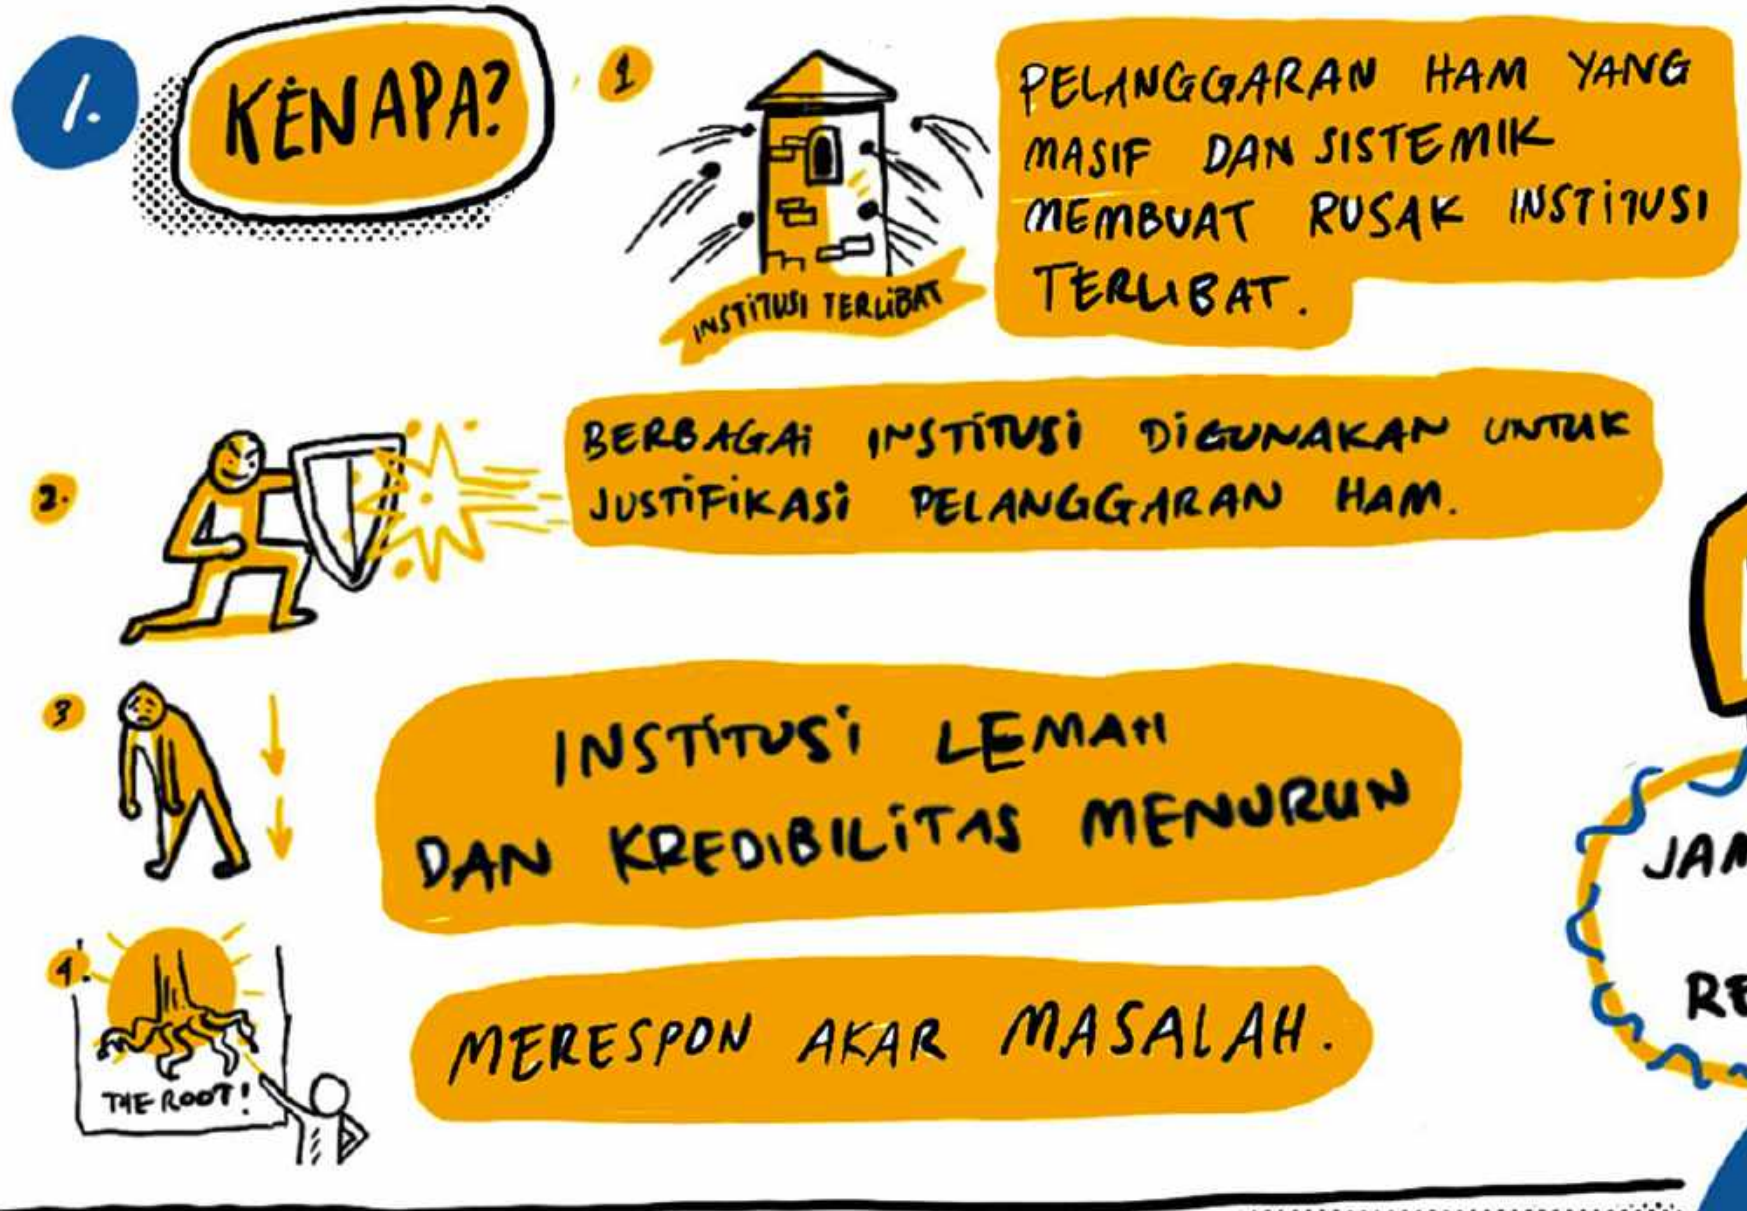 1.
KENAPA?
1
INSTITUSI TERLIBAT
PELANGGARAN HAM YANG
MASIF DAN SISTEMIK
MEMBUAT RUSAK INSTITUSI
TERLIBAT.
2.
BERBAGAI INSTITUSI DIGUNAKAN UNTUK
JUSTIFIKASI PELANGGARAN HAM.
3
INSTITUSI LEMAH
DAN KREDIBILITAS MENURUN
4.
THE ROOT!
MERESPON AKAR MASALAH.